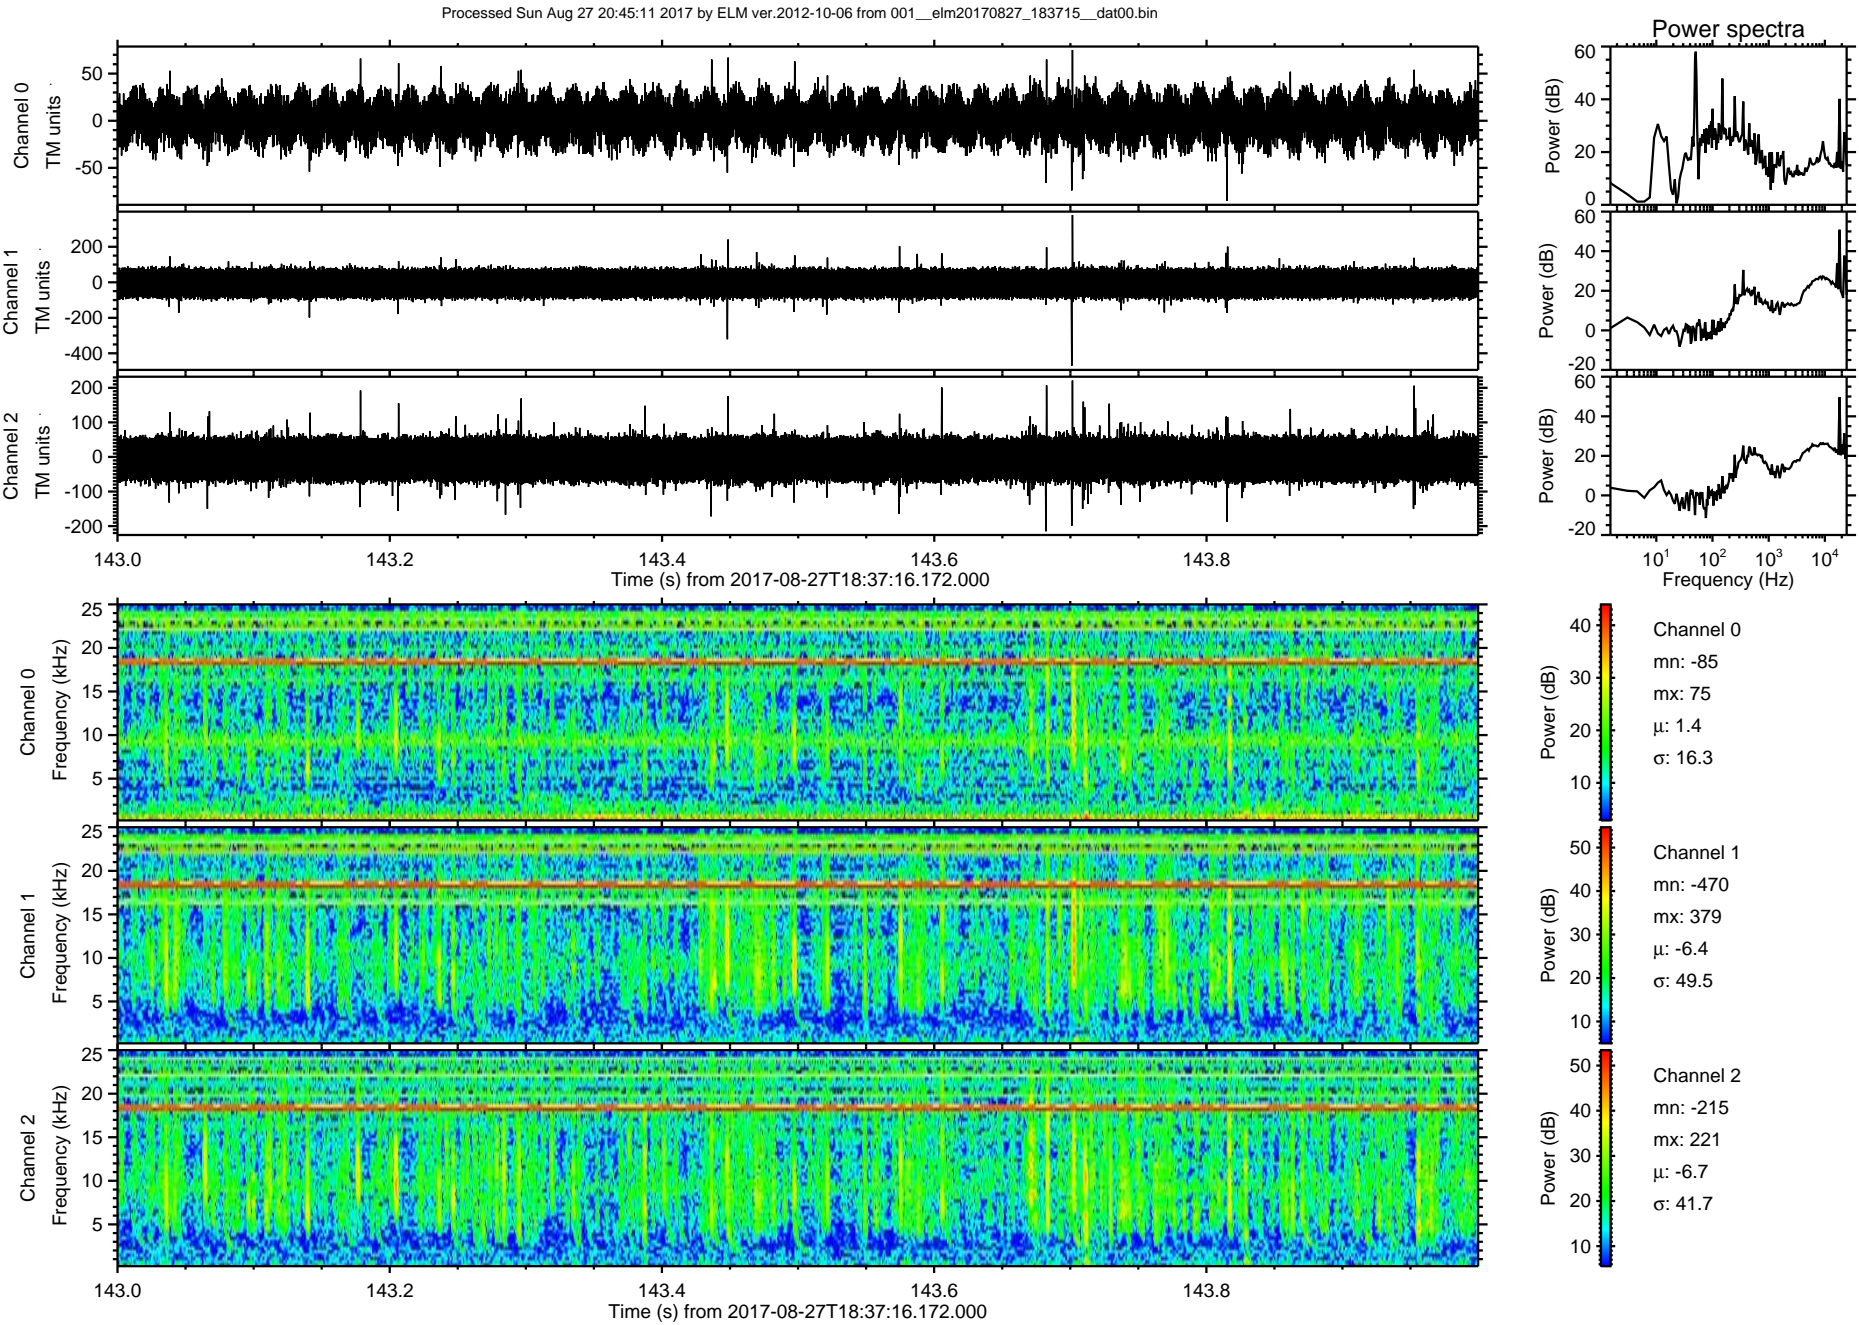 Processed Sun Aug 27 20:45:11 2017 by ELM ver.2012-10-06 from 001__elm20170827_183715__dat00.bin
Power spectra
Channel 0
TM units
50
0
-50
Power (dB)
60
40
20
0
Channel 1
TM units
200
0
-200
-400
Power (dB)
60
40
20
0
-20
Channel 2
TM units
200
100
0
-100
-200
Power (dB)
60
40
20
0
-20
143.0 143.2 143.4 143.6 143.8
Time (s) from 2017-08-27T18:37:16.172.000
10^1 10^2 10^3 10^4
Frequency (Hz)
Channel 0
Frequency (kHz)
25
20
15
10
5
Power (dB)
40
30
20
10
Channel 0
mn: -85
mx: 75
μ: 1.4
σ: 16.3
Channel 1
Frequency (kHz)
25
20
15
10
5
Power (dB)
50
40
30
20
10
Channel 1
mn: -470
mx: 379
μ: -6.4
σ: 49.5
Channel 2
Frequency (kHz)
25
20
15
10
5
Power (dB)
50
40
30
20
10
Channel 2
mn: -215
mx: 221
μ: -6.7
σ: 41.7
143.0 143.2 143.4 143.6 143.8
Time (s) from 2017-08-27T18:37:16.172.000